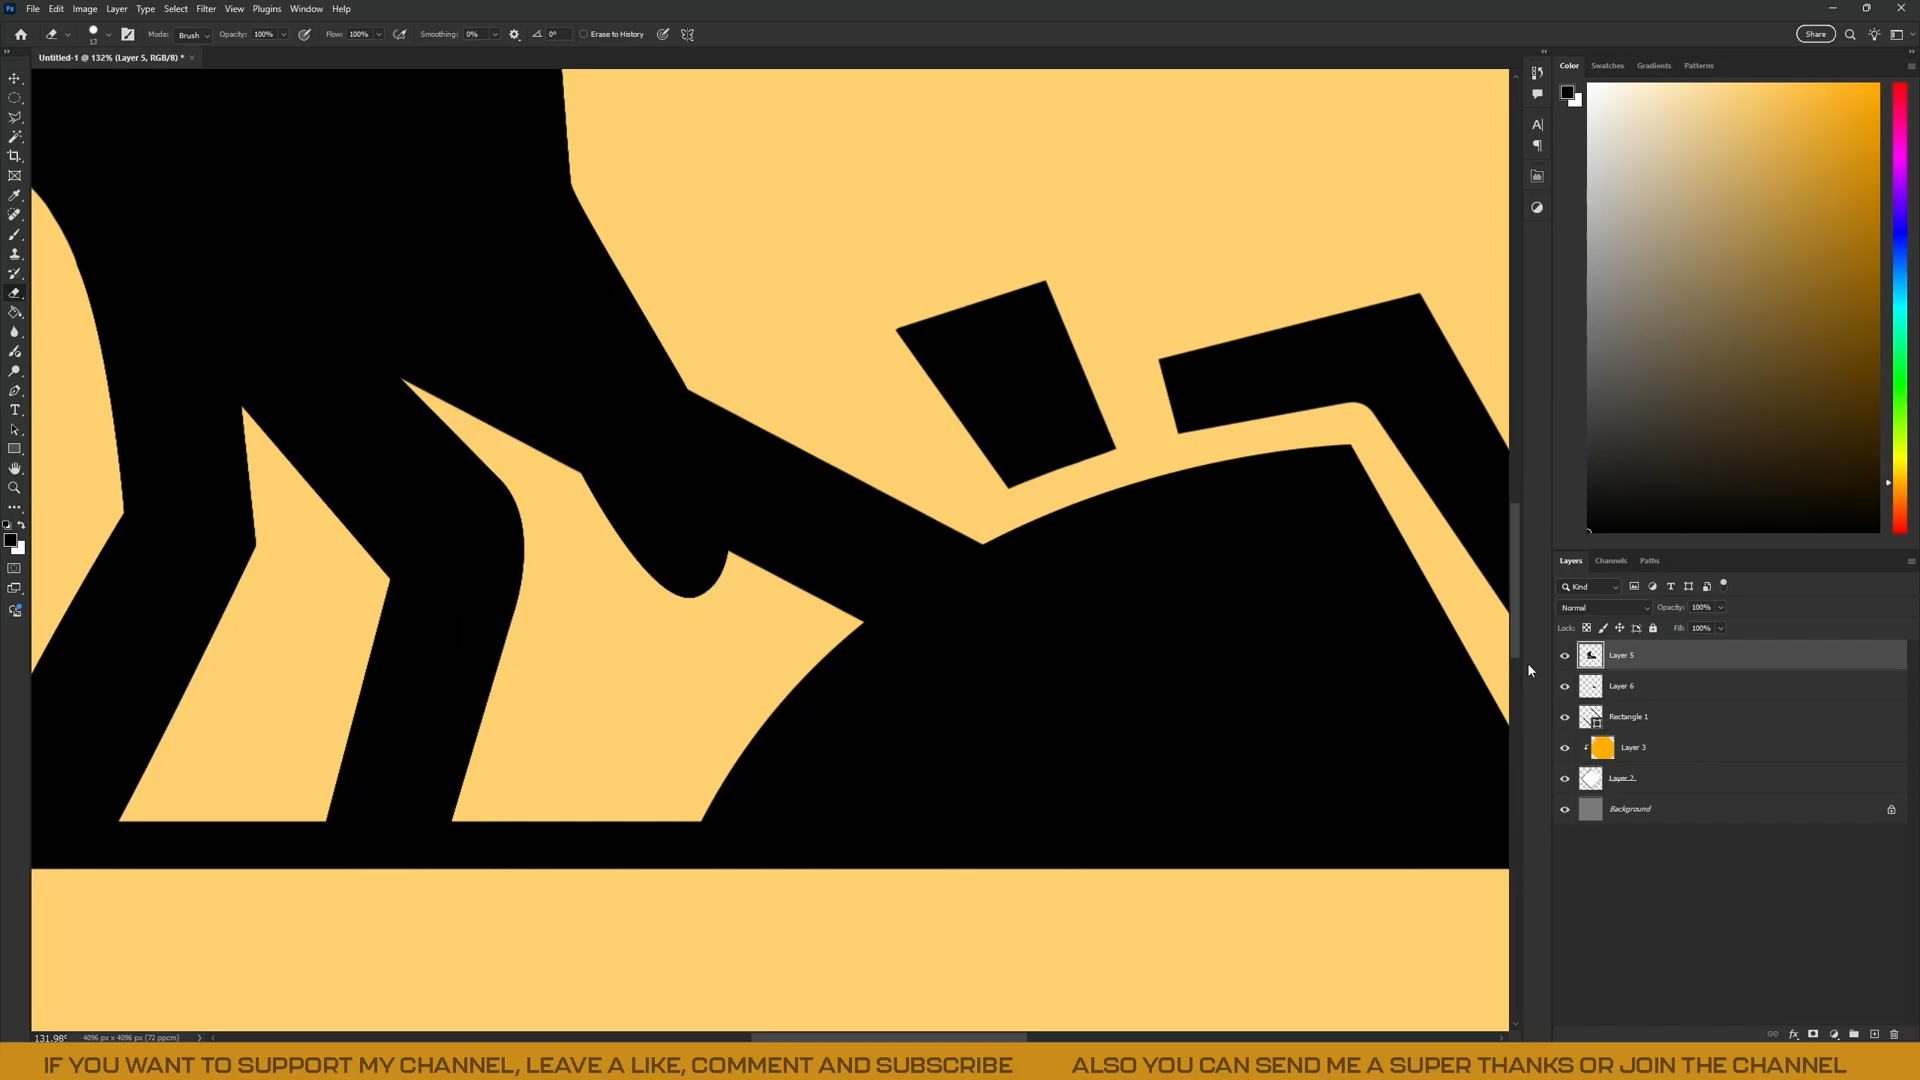 Ps File Edit Image Layer Type Select Filter View Plugins Window Help
13 Mode: Brush Opacity: 100% Flow: 100% Smoothing: 0% 0° Erase to History Share
Untitled-1 @ 132% (Layer 5, RGB/8) * ×
Color Swatches Gradients Patterns
Layers Channels Paths
Kind
Normal Opacity: 100%
Lock: Fill: 100%
Layer 5
Layer 6
Rectangle 1
Layer 3
Layer 2
Background
131.98% 4096 px x 4096 px (72 ppcm)
IF YOU WANT TO SUPPORT MY CHANNEL, LEAVE A LIKE, COMMENT AND SUBSCRIBE ALSO YOU CAN SEND ME A SUPER THANKS OR JOIN THE CHANNEL